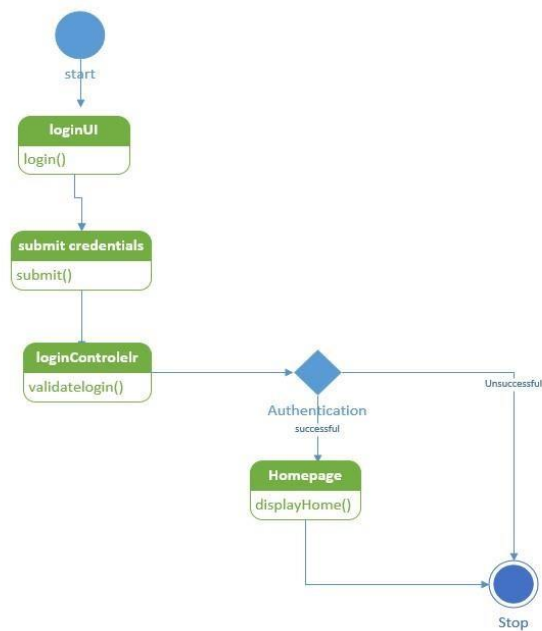 start
loginUI
login()
submit credentials
submit()
loginControlelr
validatelogin()
Authentication
successful
Unsuccessful
Homepage
displayHome()
Stop